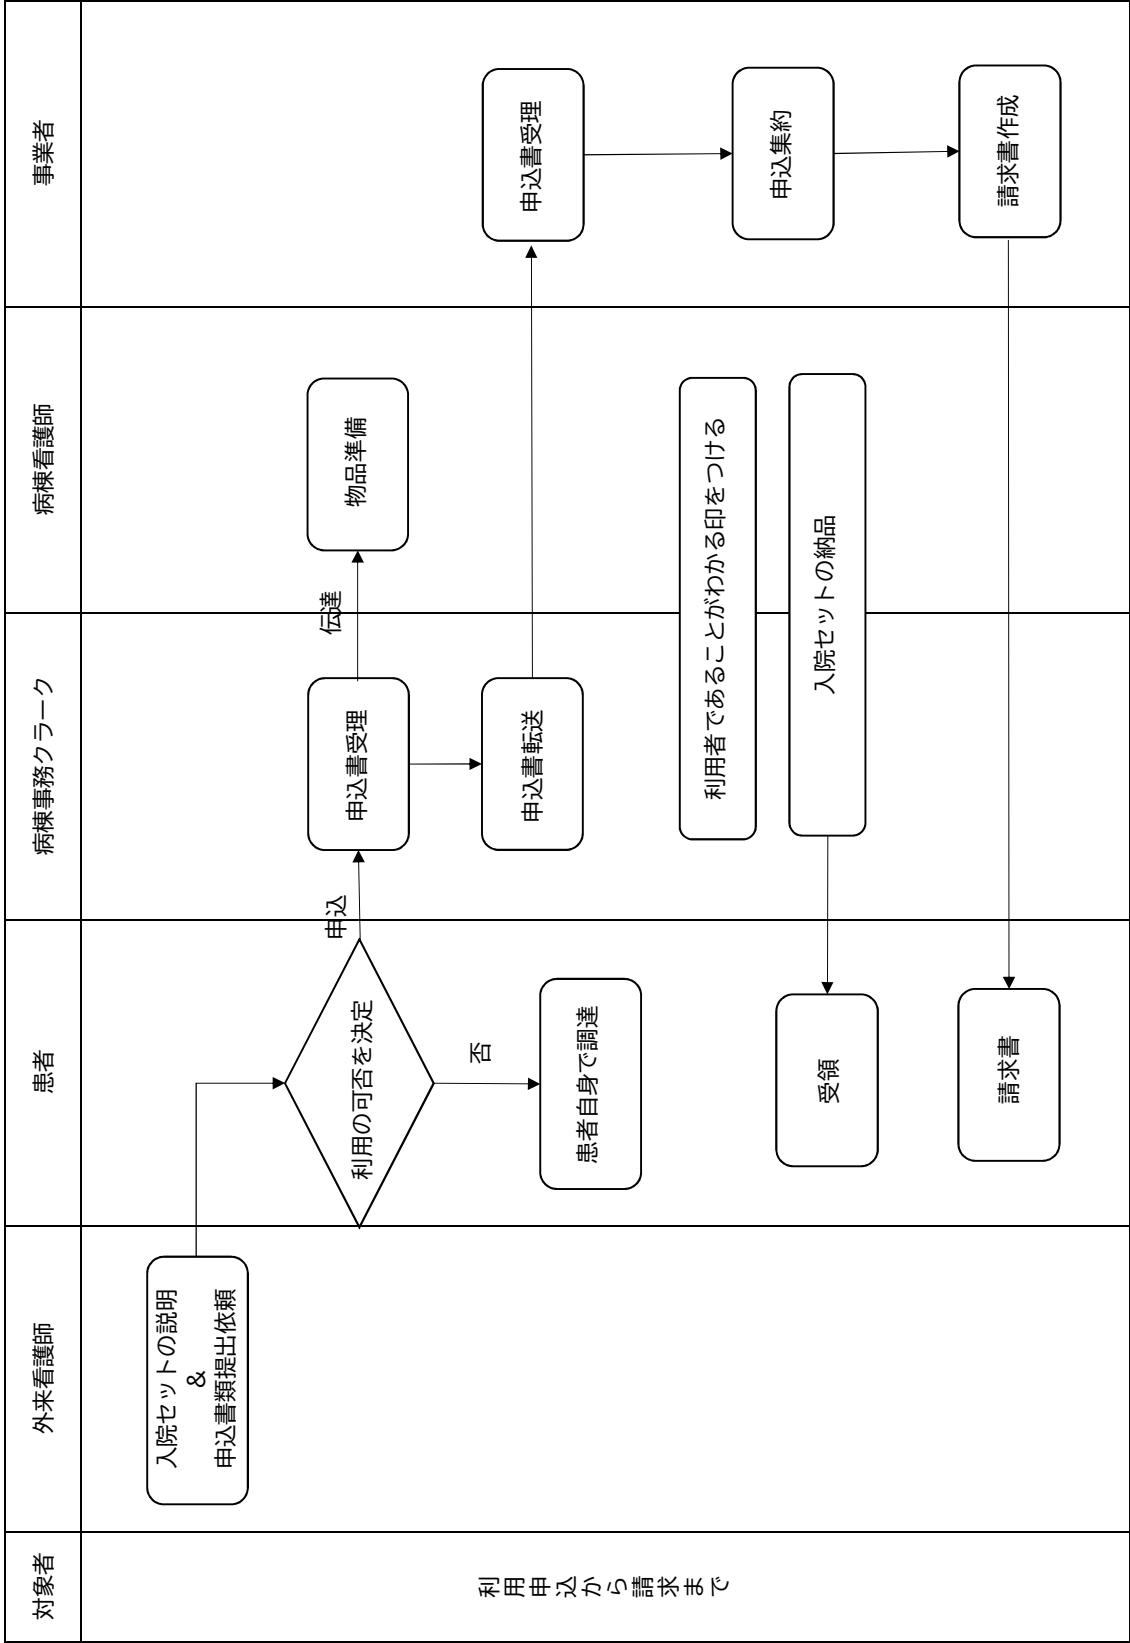 対象者
外来看護師
患者
病棟事務クラーク
病棟看護師
事業者
利用申込から請求まで
入院セットの説明
&
申込書類提出依頼
利用の可否を決定
申込
申込書受理
伝達
物品準備
否
患者自身で調達
申込書転送
申込書受理
利用者であることがわかる印をつける
申込集約
入院セットの納品
受領
請求書作成
請求書